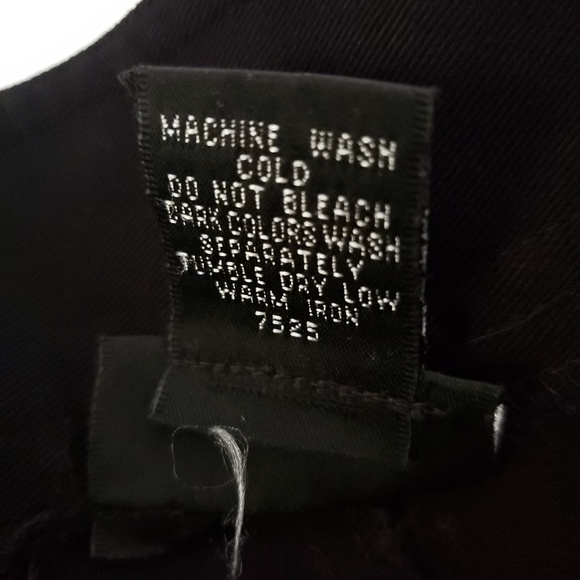 MACHINE WASH
COLD
DO NOT BLEACH
DARK COLORS WASH
SEPARATELY
TUMBLE DRY LOW
WARM IRON
7525